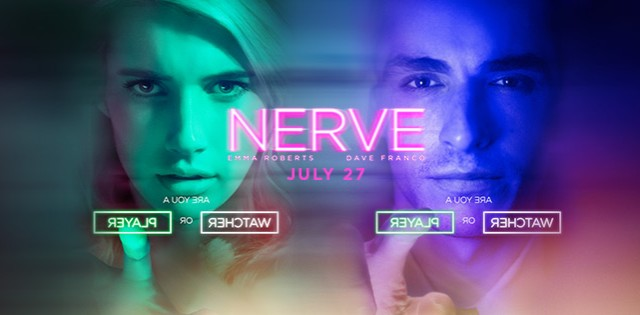 NERVE
EMMA ROBERTS DAVE FRANCO
JULY 27
ARE YOU A
PLAYER OR WATCHER
ARE YOU A
PLAYER OR WATCHER